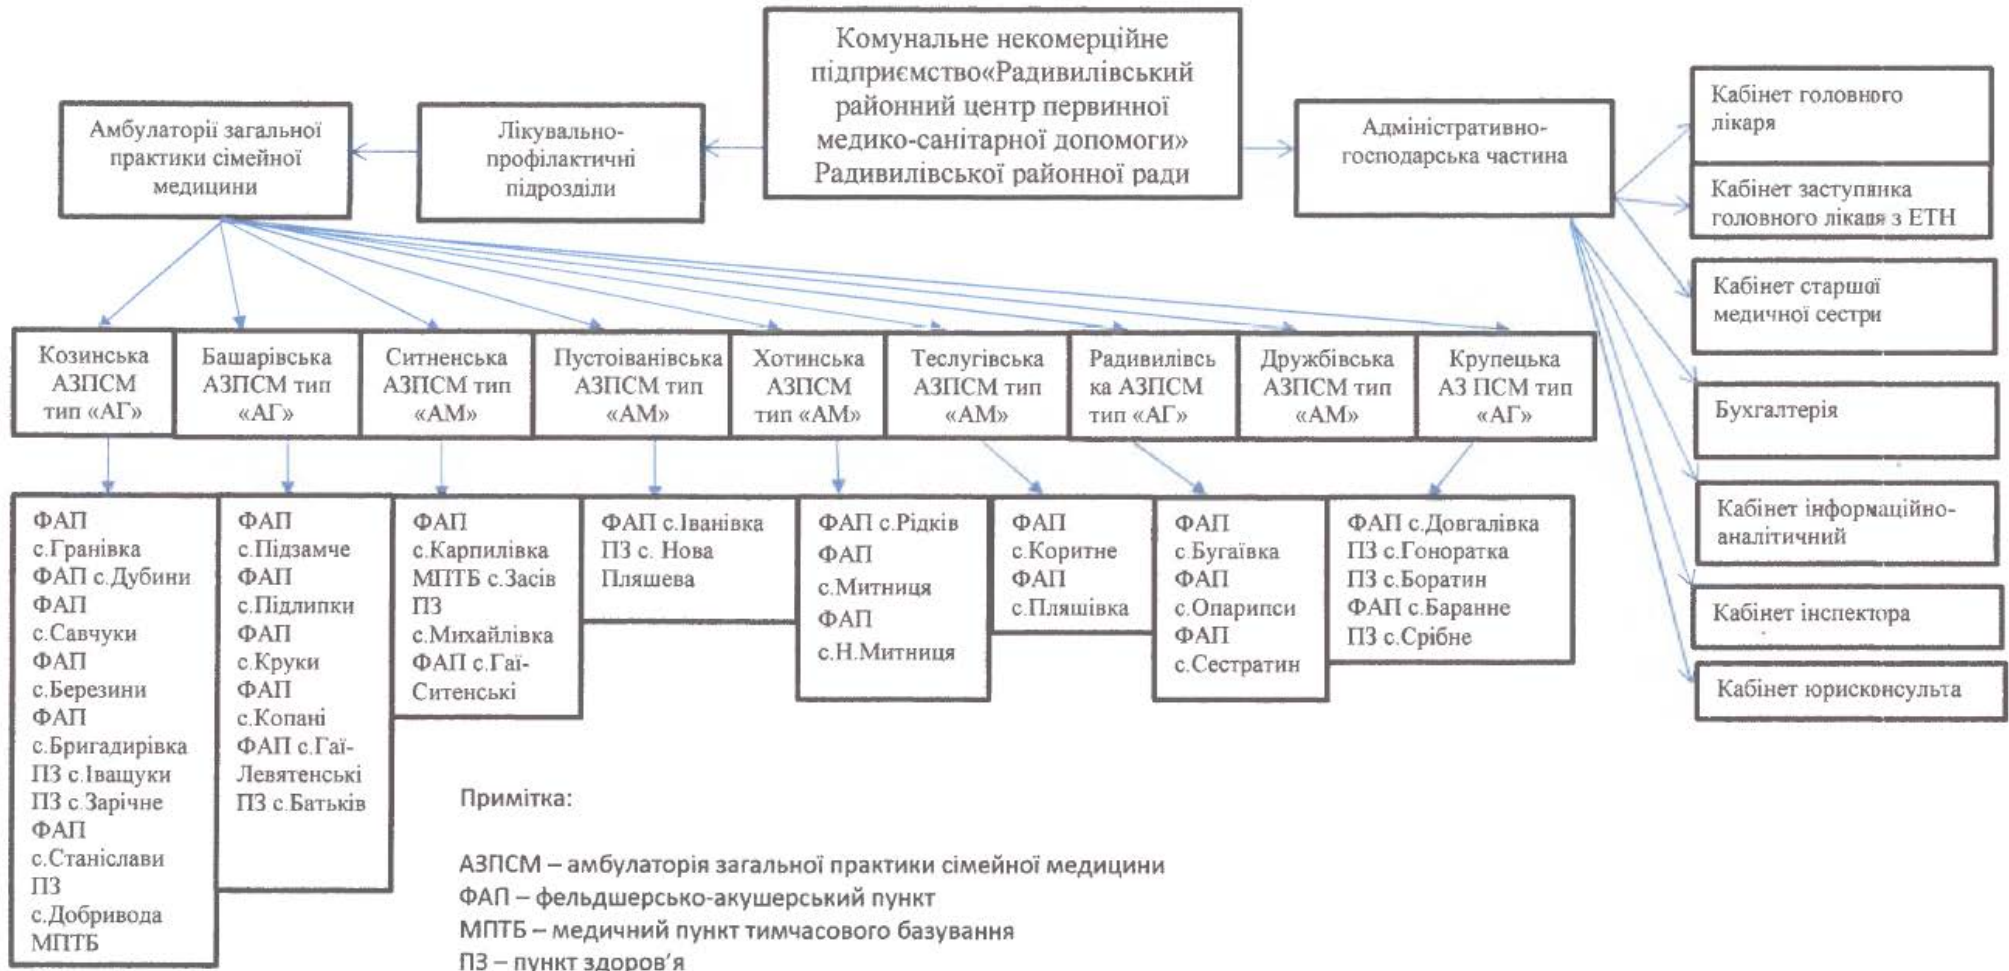 Комунальне некомерційне
підприємство«Радивилівський
районний центр первинної
медико-санітарної допомоги»
Радивилівської районної ради
Амбулаторії загальної
практики сімейної
медицини
Лікувально-
профілактичні
підрозділи
Адміністративно-
господарська частина
Кабінет головного
лікаря
Кабінет заступника
головного лікаря з ЕТН
Кабінет старшої
медичної сестри
Бухгалтерія
Кабінет інформаційно-
аналітичний
Кабінет інспектора
Кабінет юрисконсульта
Козинська
АЗПСМ
тип «АГ»
Башарівська
АЗПСМ тип
«АГ»
Ситненська
АЗПСМ тип
«АМ»
Пустоіванівська
АЗПСМ тип
«АМ»
Хотинська
АЗПСМ
тип «АМ»
Теслугівська
АЗПСМ тип
«АМ»
Радивилівсь
ка АЗПСМ
тип «АГ»
Дружбівська
АЗПСМ тип
«АМ»
Крупецька
АЗ ПСМ тип
«АГ»
ФАП
с.Гранівка
ФАП с.Дубини
ФАП
с.Савчуки
ФАП
с.Березини
ФАП
с.Бригадирівка
ПЗ с.Іващуки
ПЗ с.Зарічне
ФАП
с.Станіслави
ПЗ
с.Добривода
МПТБ
ФАП
с.Підзамче
ФАП
с.Підлипки
ФАП
с.Круки
ФАП
с.Копані
ФАП с.Гаї-
Левятенські
ПЗ с.Батьків
ФАП
с.Карпилівка
МПТБ с.Засів
ПЗ
с.Михайлівка
ФАП с.Гаї-
Ситенські
ФАП с.Іванівка
ПЗ с. Нова
Пляшева
ФАП с.Рідків
ФАП
с.Митниця
ФАП
с.Н.Митниця
ФАП
с.Коритне
ФАП
с.Пляшівка
ФАП
с.Бугаївка
ФАП
с.Опарипси
ФАП
с.Сестратин
ФАП с.Довгалівка
ПЗ с.Гоноратка
ПЗ с.Боратин
ФАП с.Баранне
ПЗ с.Срібне
Примітка:
АЗПСМ – амбулаторія загальної практики сімейної медицини
ФАП – фельдшерсько-акушерський пункт
МПТБ – медичний пункт тимчасового базування
ПЗ – пункт здоров'я